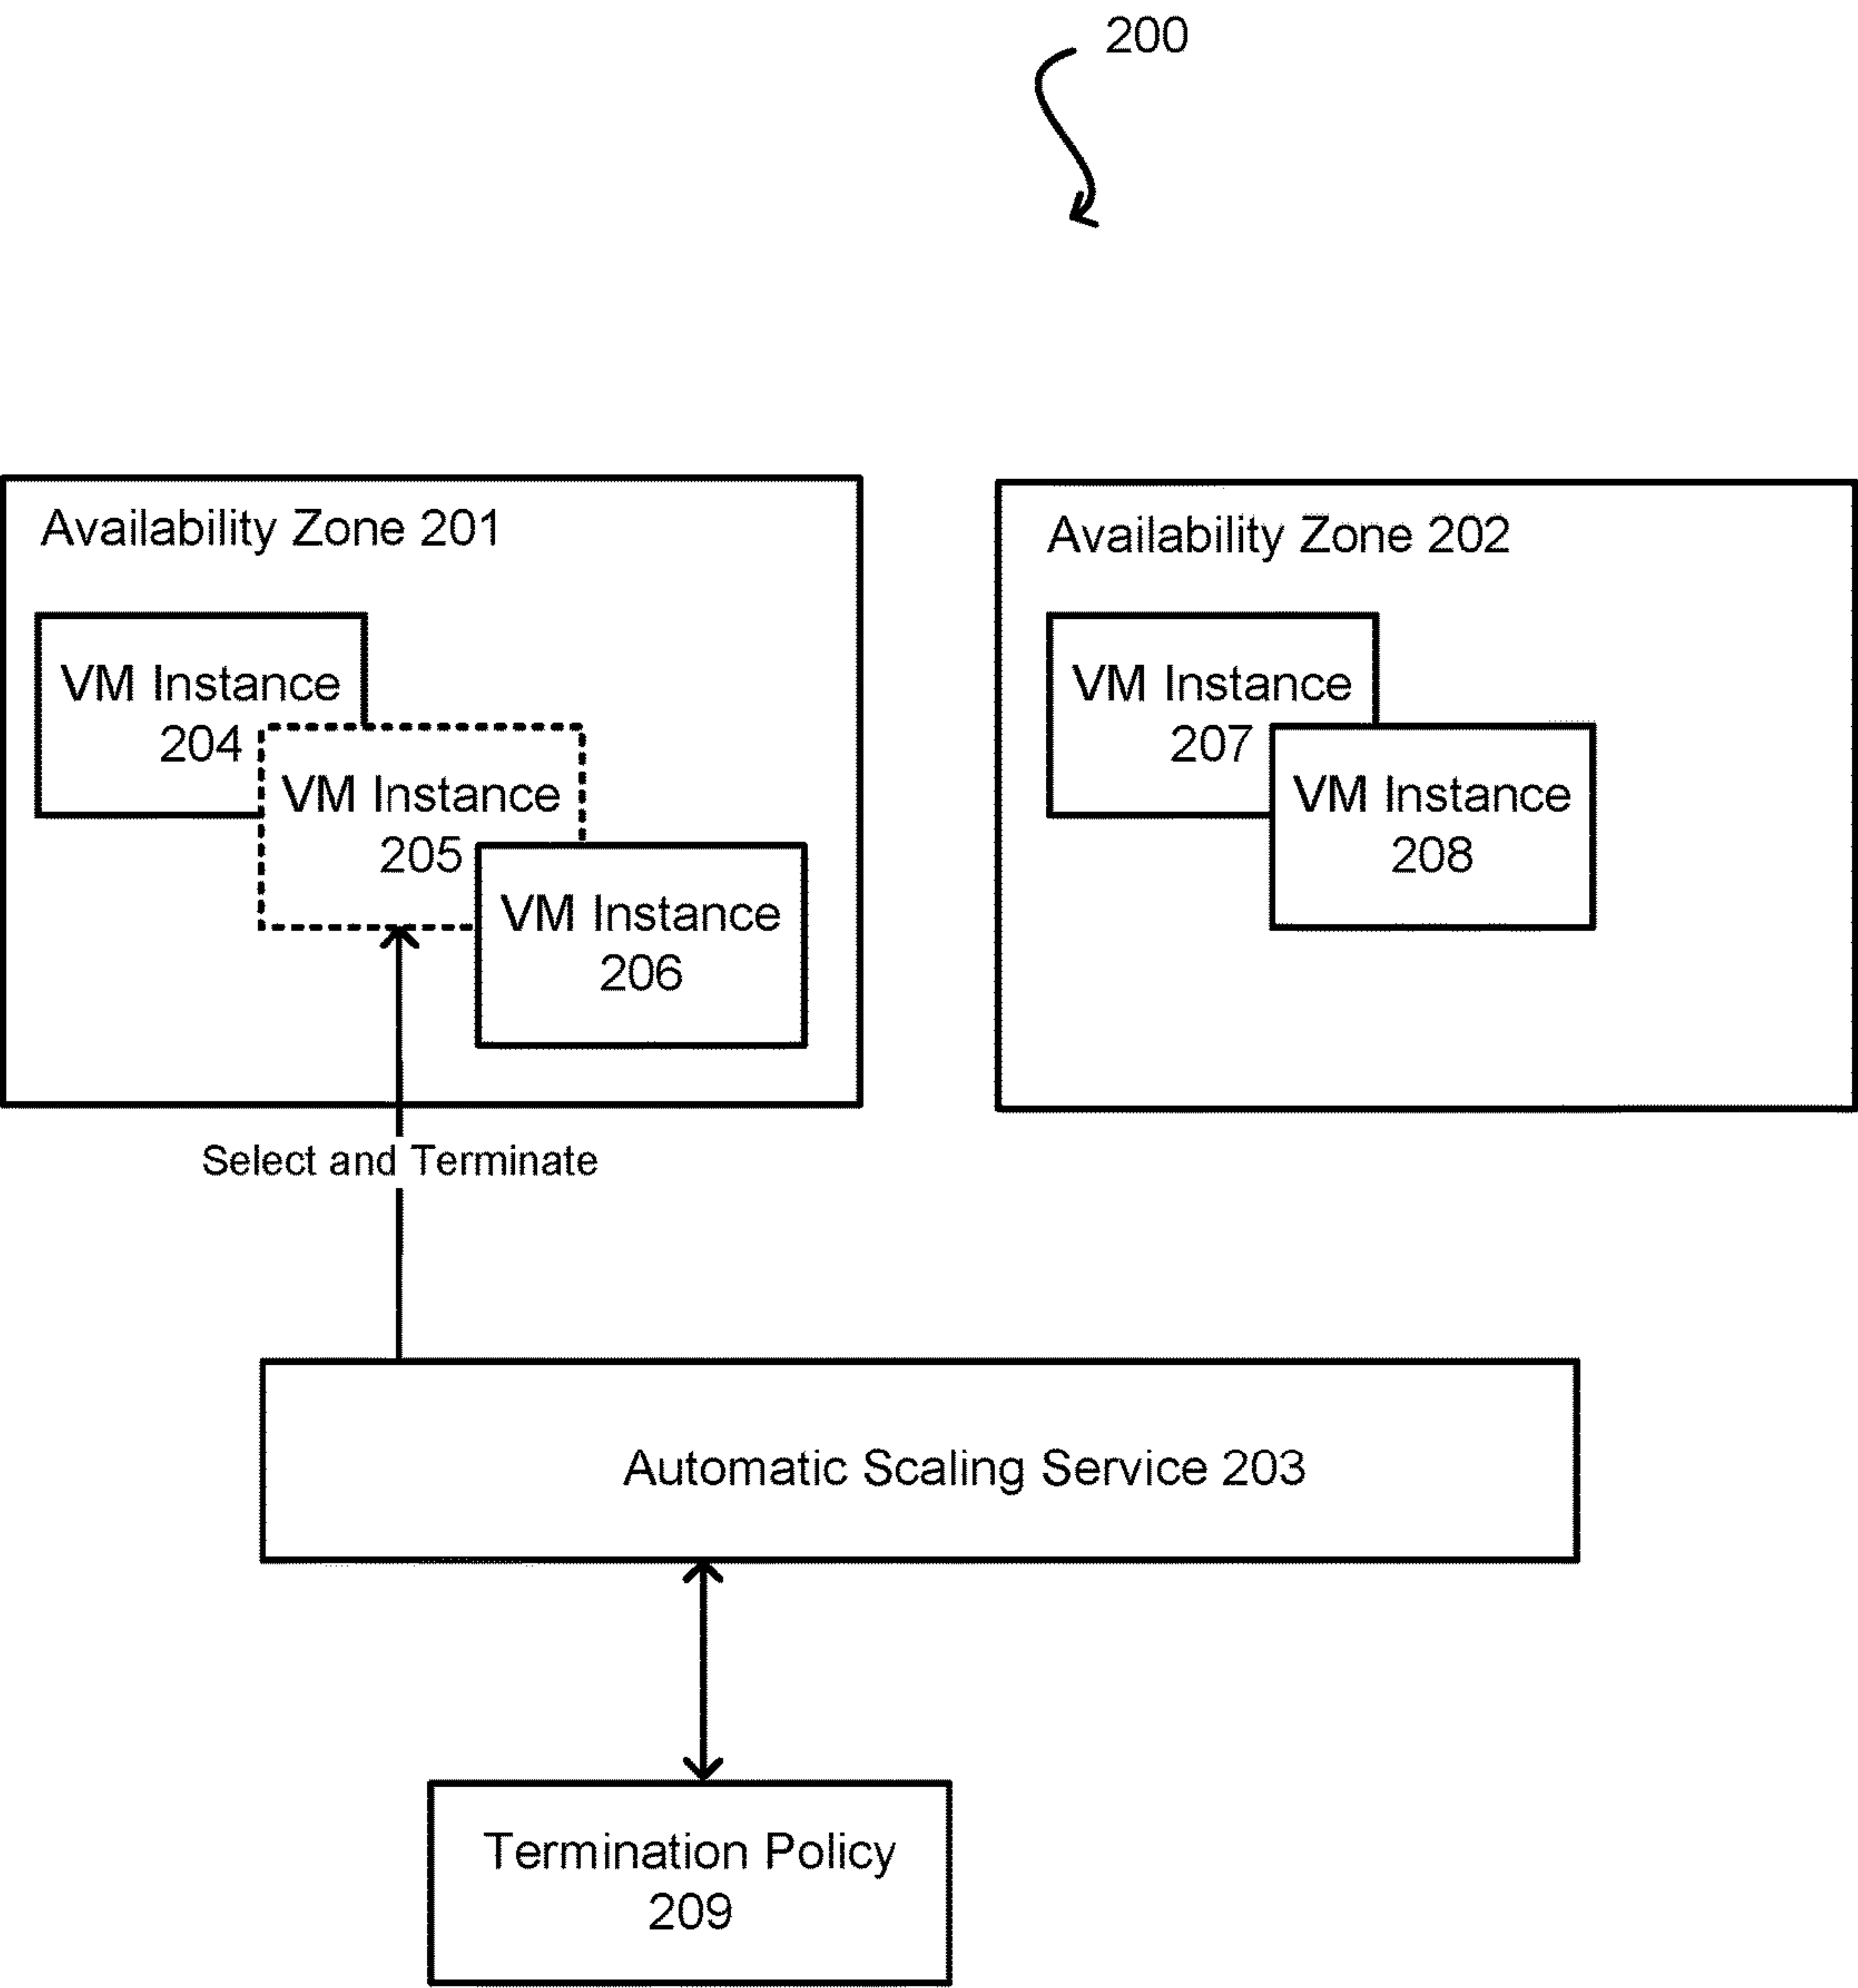 200
Availability Zone 201
VM Instance
204
VM Instance
205
VM Instance
206
Availability Zone 202
VM Instance
207
VM Instance
208
Select and Terminate
Automatic Scaling Service 203
Termination Policy
209